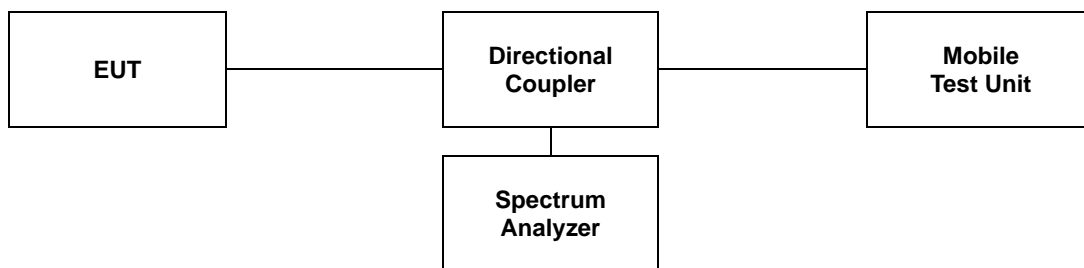 EUT
Directional
Coupler
Mobile
Test Unit
Spectrum
Analyzer